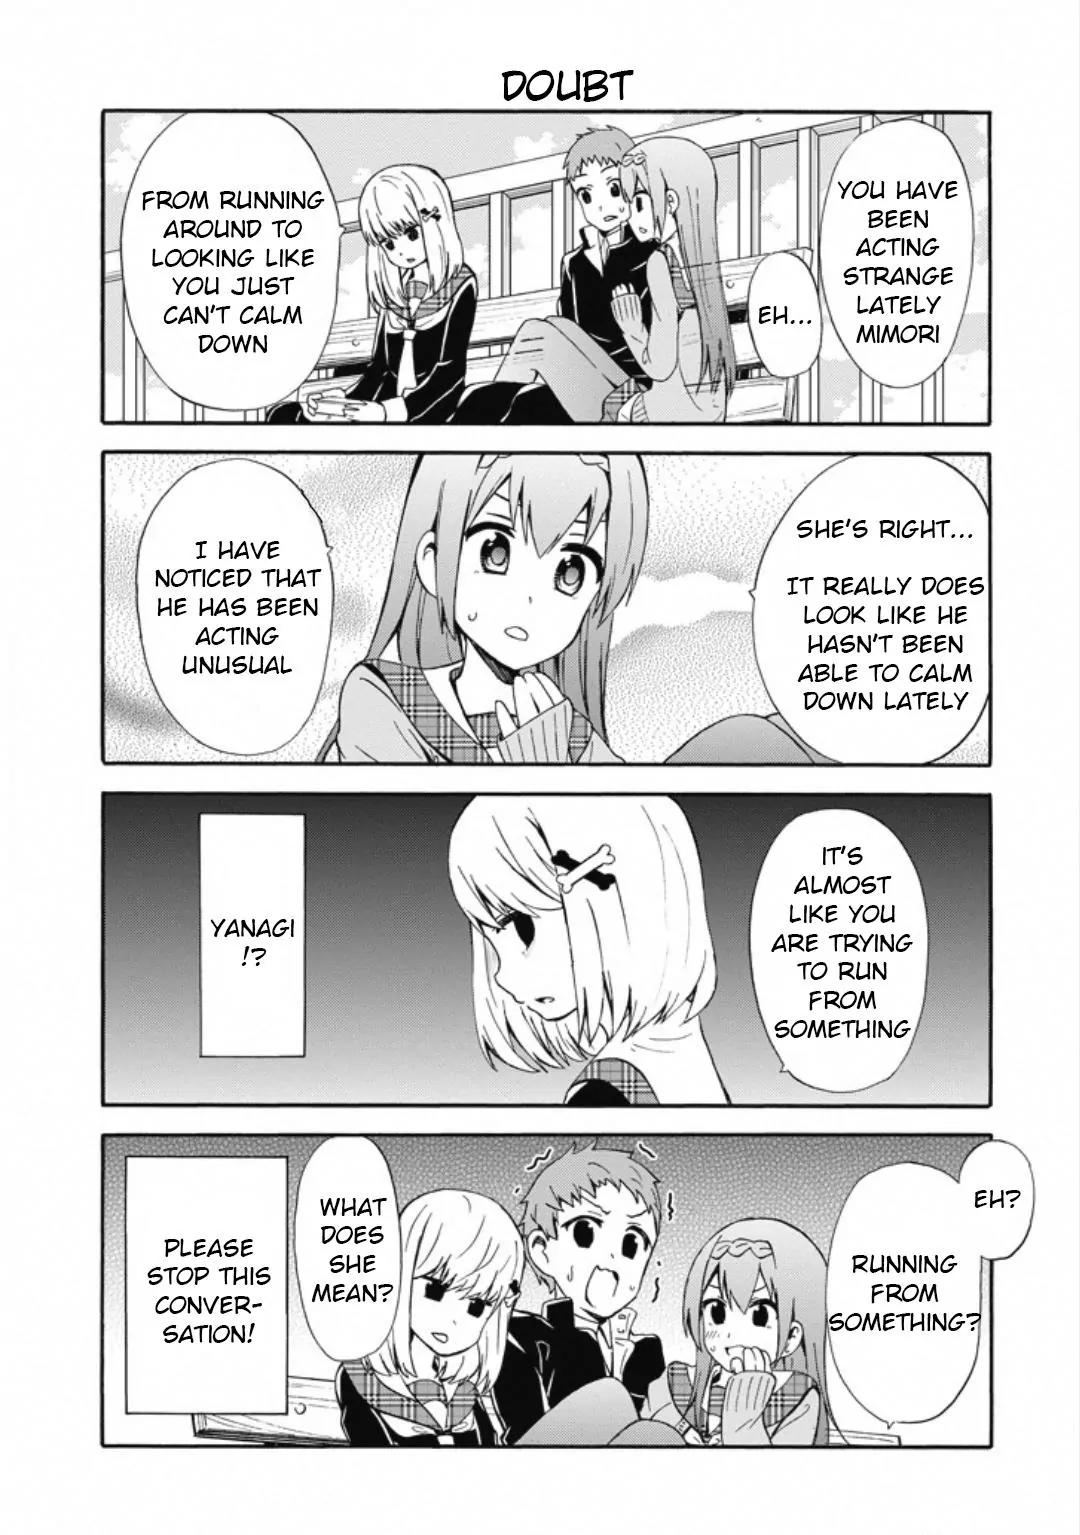 DOUBT
YOU HAVE
BEEN
ACTING
STRANGE
LATELY
MIMORI
EH...
FROM RUNNING
AROUND TO
LOOKING LIKE
YOU JUST
CAN'T CALM
DOWN
SHE'S RIGHT...
IT REALLY DOES
LOOK LIKE HE
HASN'T BEEN
ABLE TO CALM
DOWN LATELY
I HAVE
NOTICED THAT
HE HAS BEEN
ACTING
UNUSUAL
IT'S
ALMOST
LIKE YOU
ARE TRYING
TO RUN
FROM
SOMETHING
YANAGI
!?
EH?
RUNNING
FROM
SOMETHING?
WHAT
DOES
SHE
MEAN?
PLEASE
STOP THIS
CONVER-
SATION!